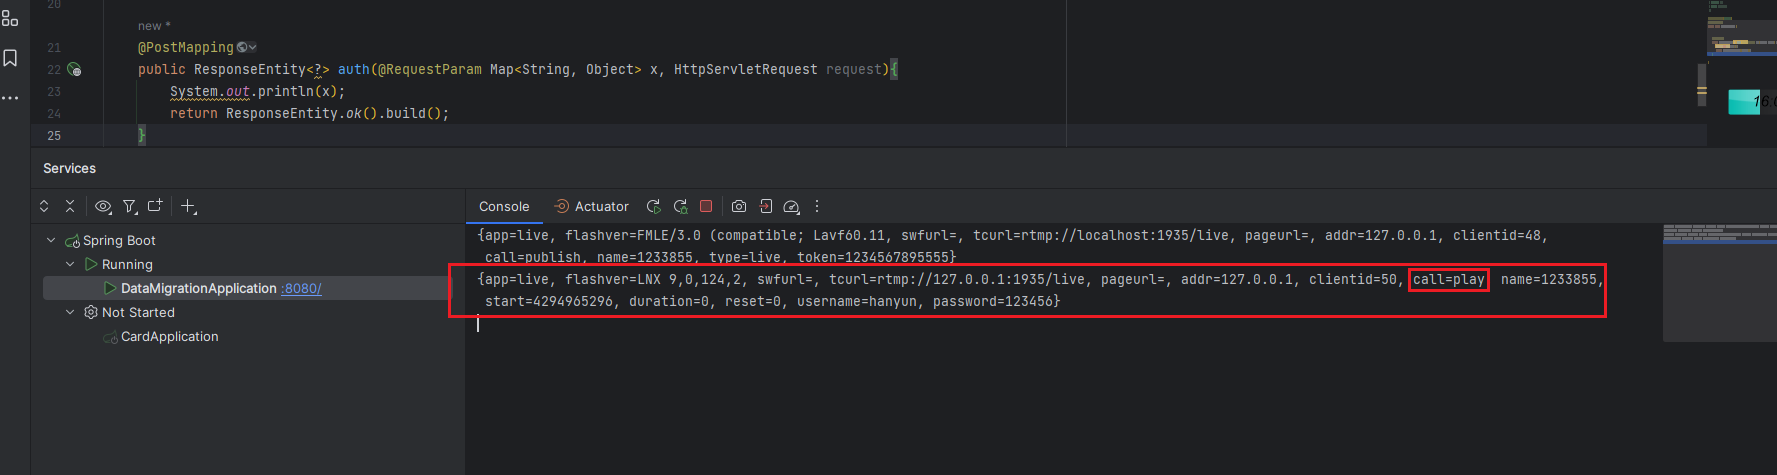 20
new *
21 @PostMapping
22 public ResponseEntity<?> auth(@RequestParam Map<String, Object> x, HttpServletRequest request){
23 System.out.println(x);
24 return ResponseEntity.ok().build();
25 }
Services
Console Actuator
Spring Boot
Running
DataMigrationApplication :8080/
Not Started
CardApplication
{app=live, flashver=FMLE/3.0 (compatible; Lavf60.11, swfurl=, tcurl=rtmp://localhost:1935/live, pageurl=, addr=127.0.0.1, clientid=48,
call=publish, name=1233855, type=live, token=1234567895555}
{app=live, flashver=LNX 9,0,124,2, swfurl=, tcurl=rtmp://127.0.0.1:1935/live, pageurl=, addr=127.0.0.1, clientid=50, call=play name=1233855,
start=4294965296, duration=0, reset=0, username=hanyun, password=123456}